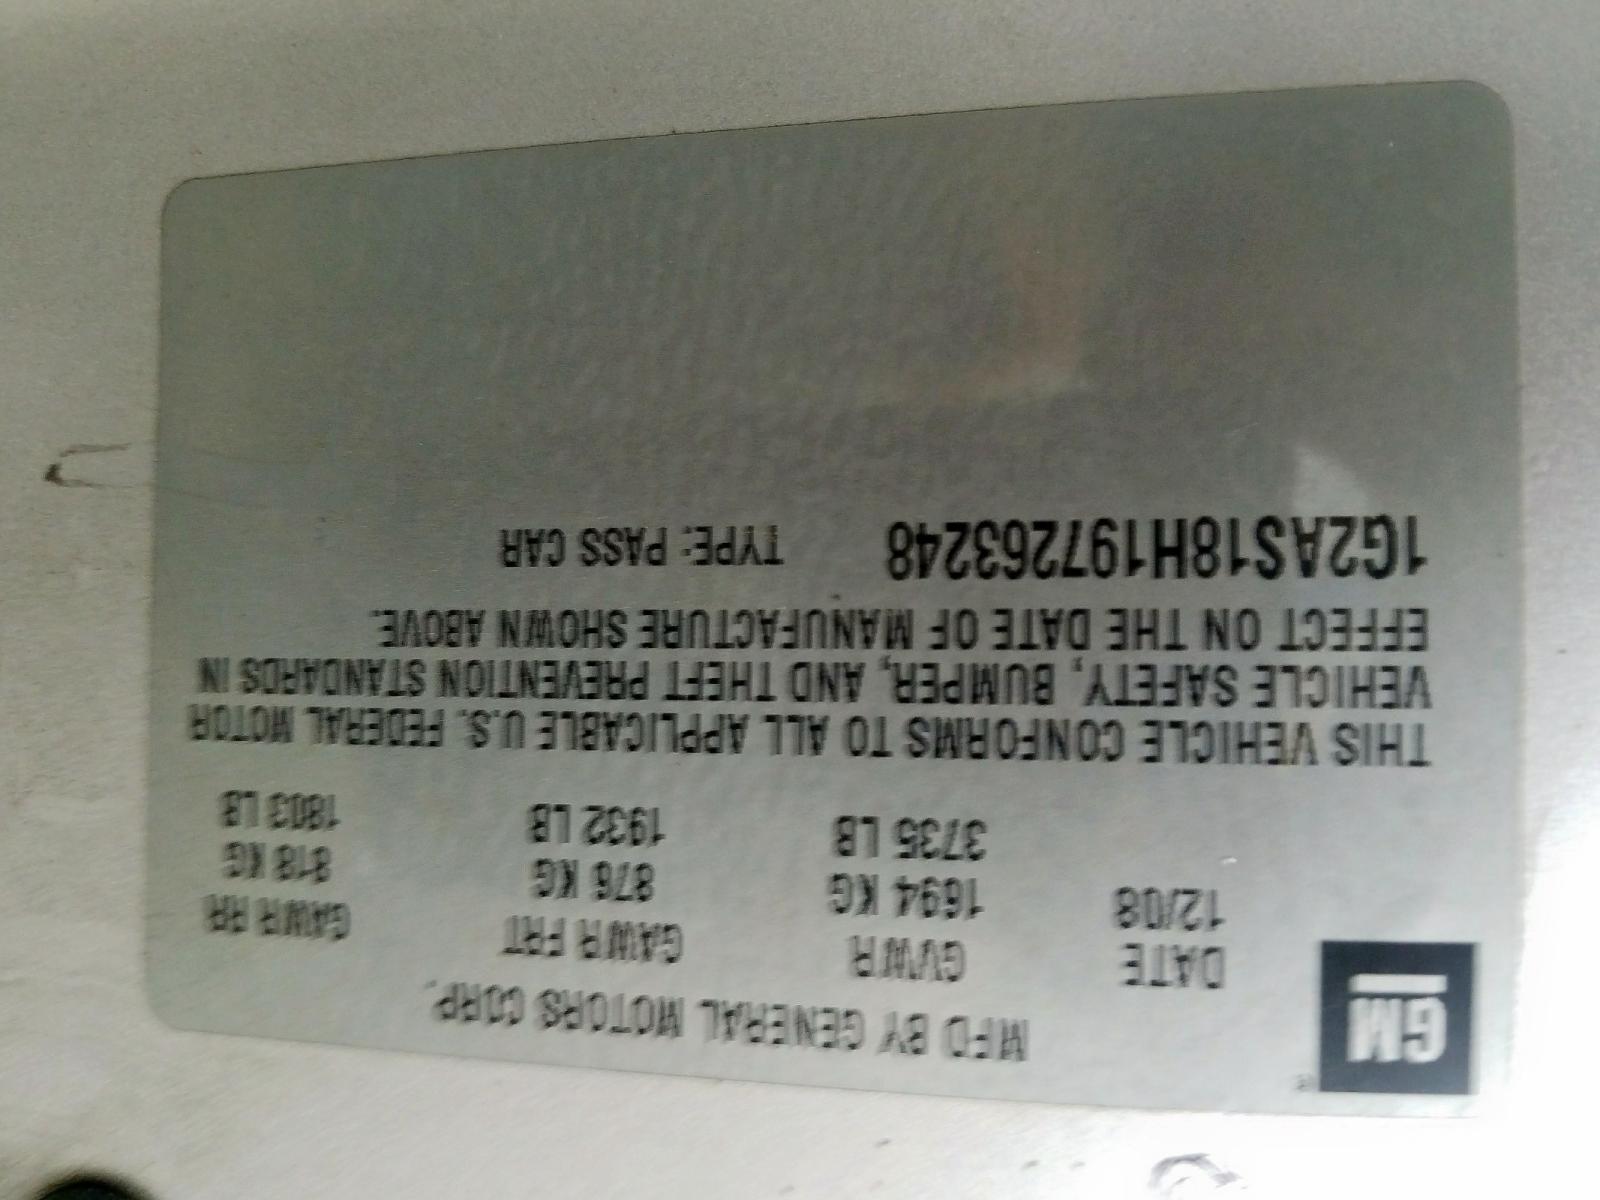 GM
MFD BY GENERAL MOTORS CORP.
DATE GVWR GAWR FRT GAWR RR
12/08 1694 KG 876 KG 818 KG
3735 LB 1932 LB 1803 LB
THIS VEHICLE CONFORMS TO ALL APPLICABLE U.S. FEDERAL MOTOR
VEHICLE SAFETY, BUMPER, AND THEFT PREVENTION STANDARDS IN
EFFECT ON THE DATE OF MANUFACTURE SHOWN ABOVE.
1G2AS18H197263248 TYPE: PASS CAR